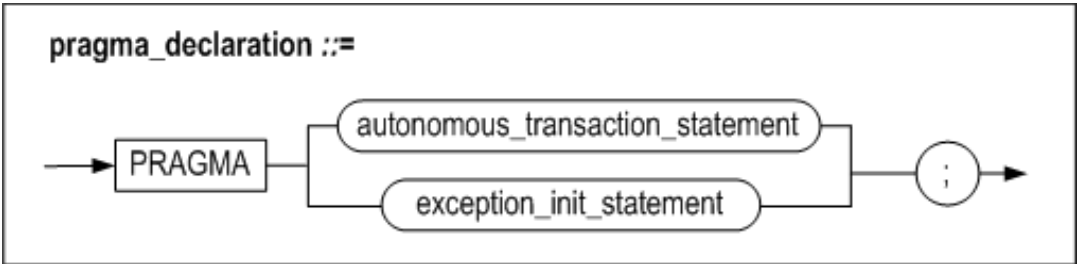 pragma_declaration ::=
autonomous_transaction_statement
PRAGMA
;
exception_init_statement